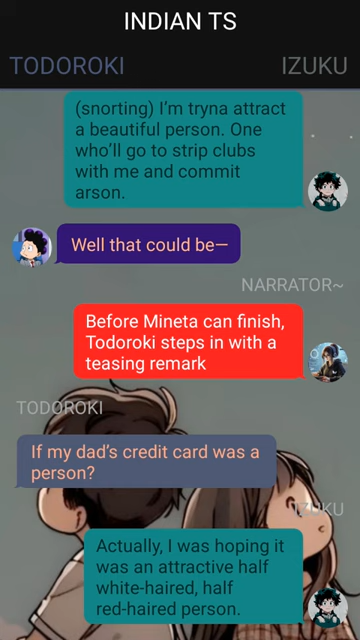 INDIAN TS
TODOROKI IZUKU
(snorting) I'm tryna attract
a beautiful person. One
who'll go to strip clubs
with me and commit
arson.
Well that could be—
NARRATOR~
Before Mineta can finish,
Todoroki steps in with a
teasing remark
TODOROKI
If my dad's credit card was a
person?
IZUKU
Actually, I was hoping it
was an attractive half
white-haired, half
red-haired person.